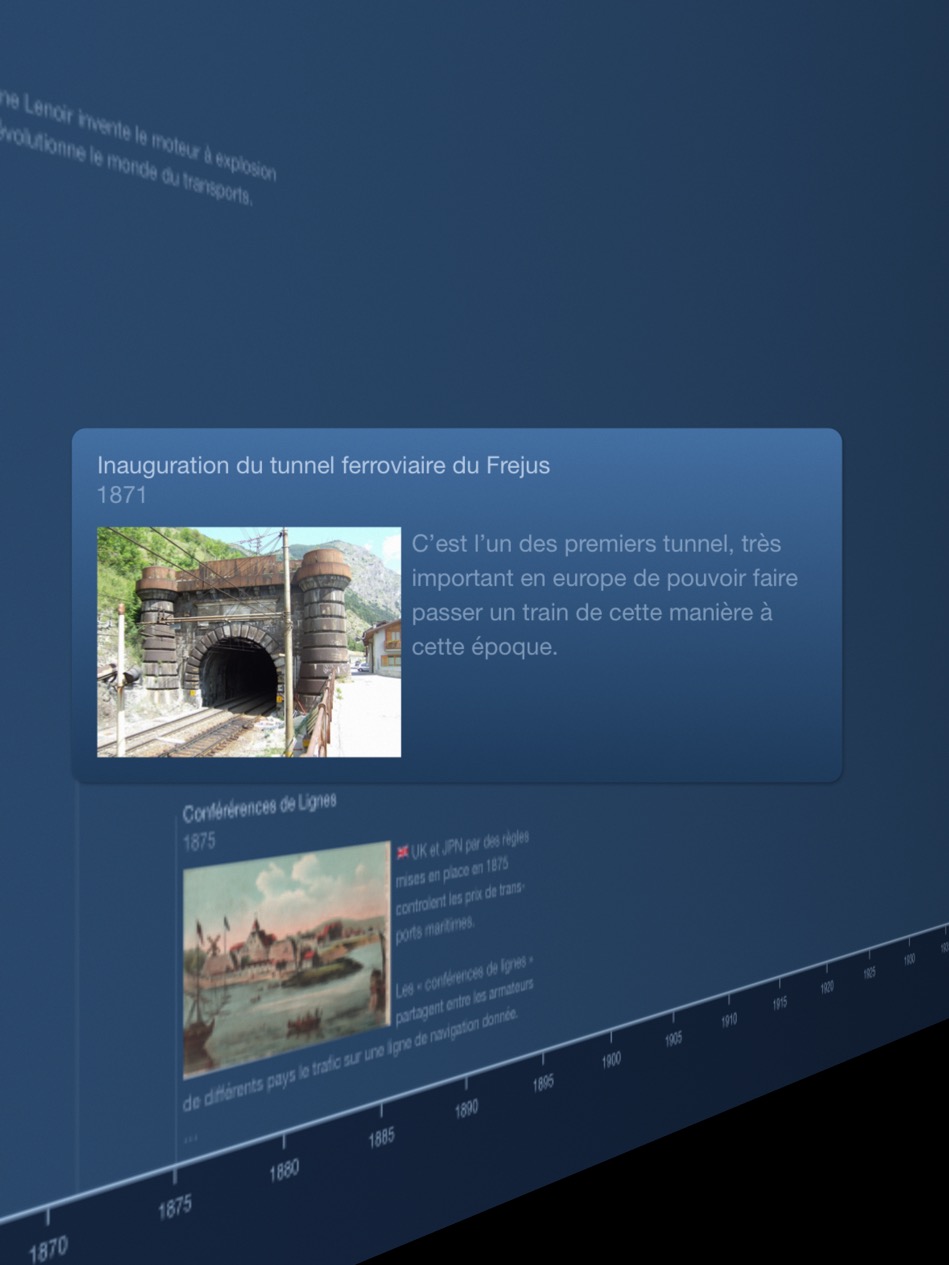 ne Lenoir invente le moteur à explosion
évolutionne le monde du transports.
Inauguration du tunnel ferroviaire du Frejus
1871
C’est l’un des premiers tunnel, très
important en europe de pouvoir faire
passer un train de cette manière à
cette époque.
Conférérences de Lignes
1875
🇬🇧 UK et JPN par des règles
mises en place en 1875
controlent les prix de trans-
ports maritimes.
Les « conférences de lignes »
partagent entre les armateurs
de différents pays le trafic sur une ligne de navigation donnée.
...
1870
1875
1880
1885
1890
1895
1900
1905
1910
1915
1920
1925
1900